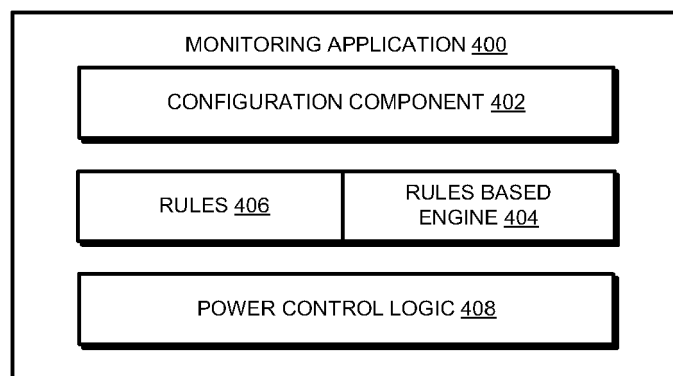 MONITORING APPLICATION 400
CONFIGURATION COMPONENT 402
RULES 406
RULES BASED
ENGINE 404
POWER CONTROL LOGIC 408